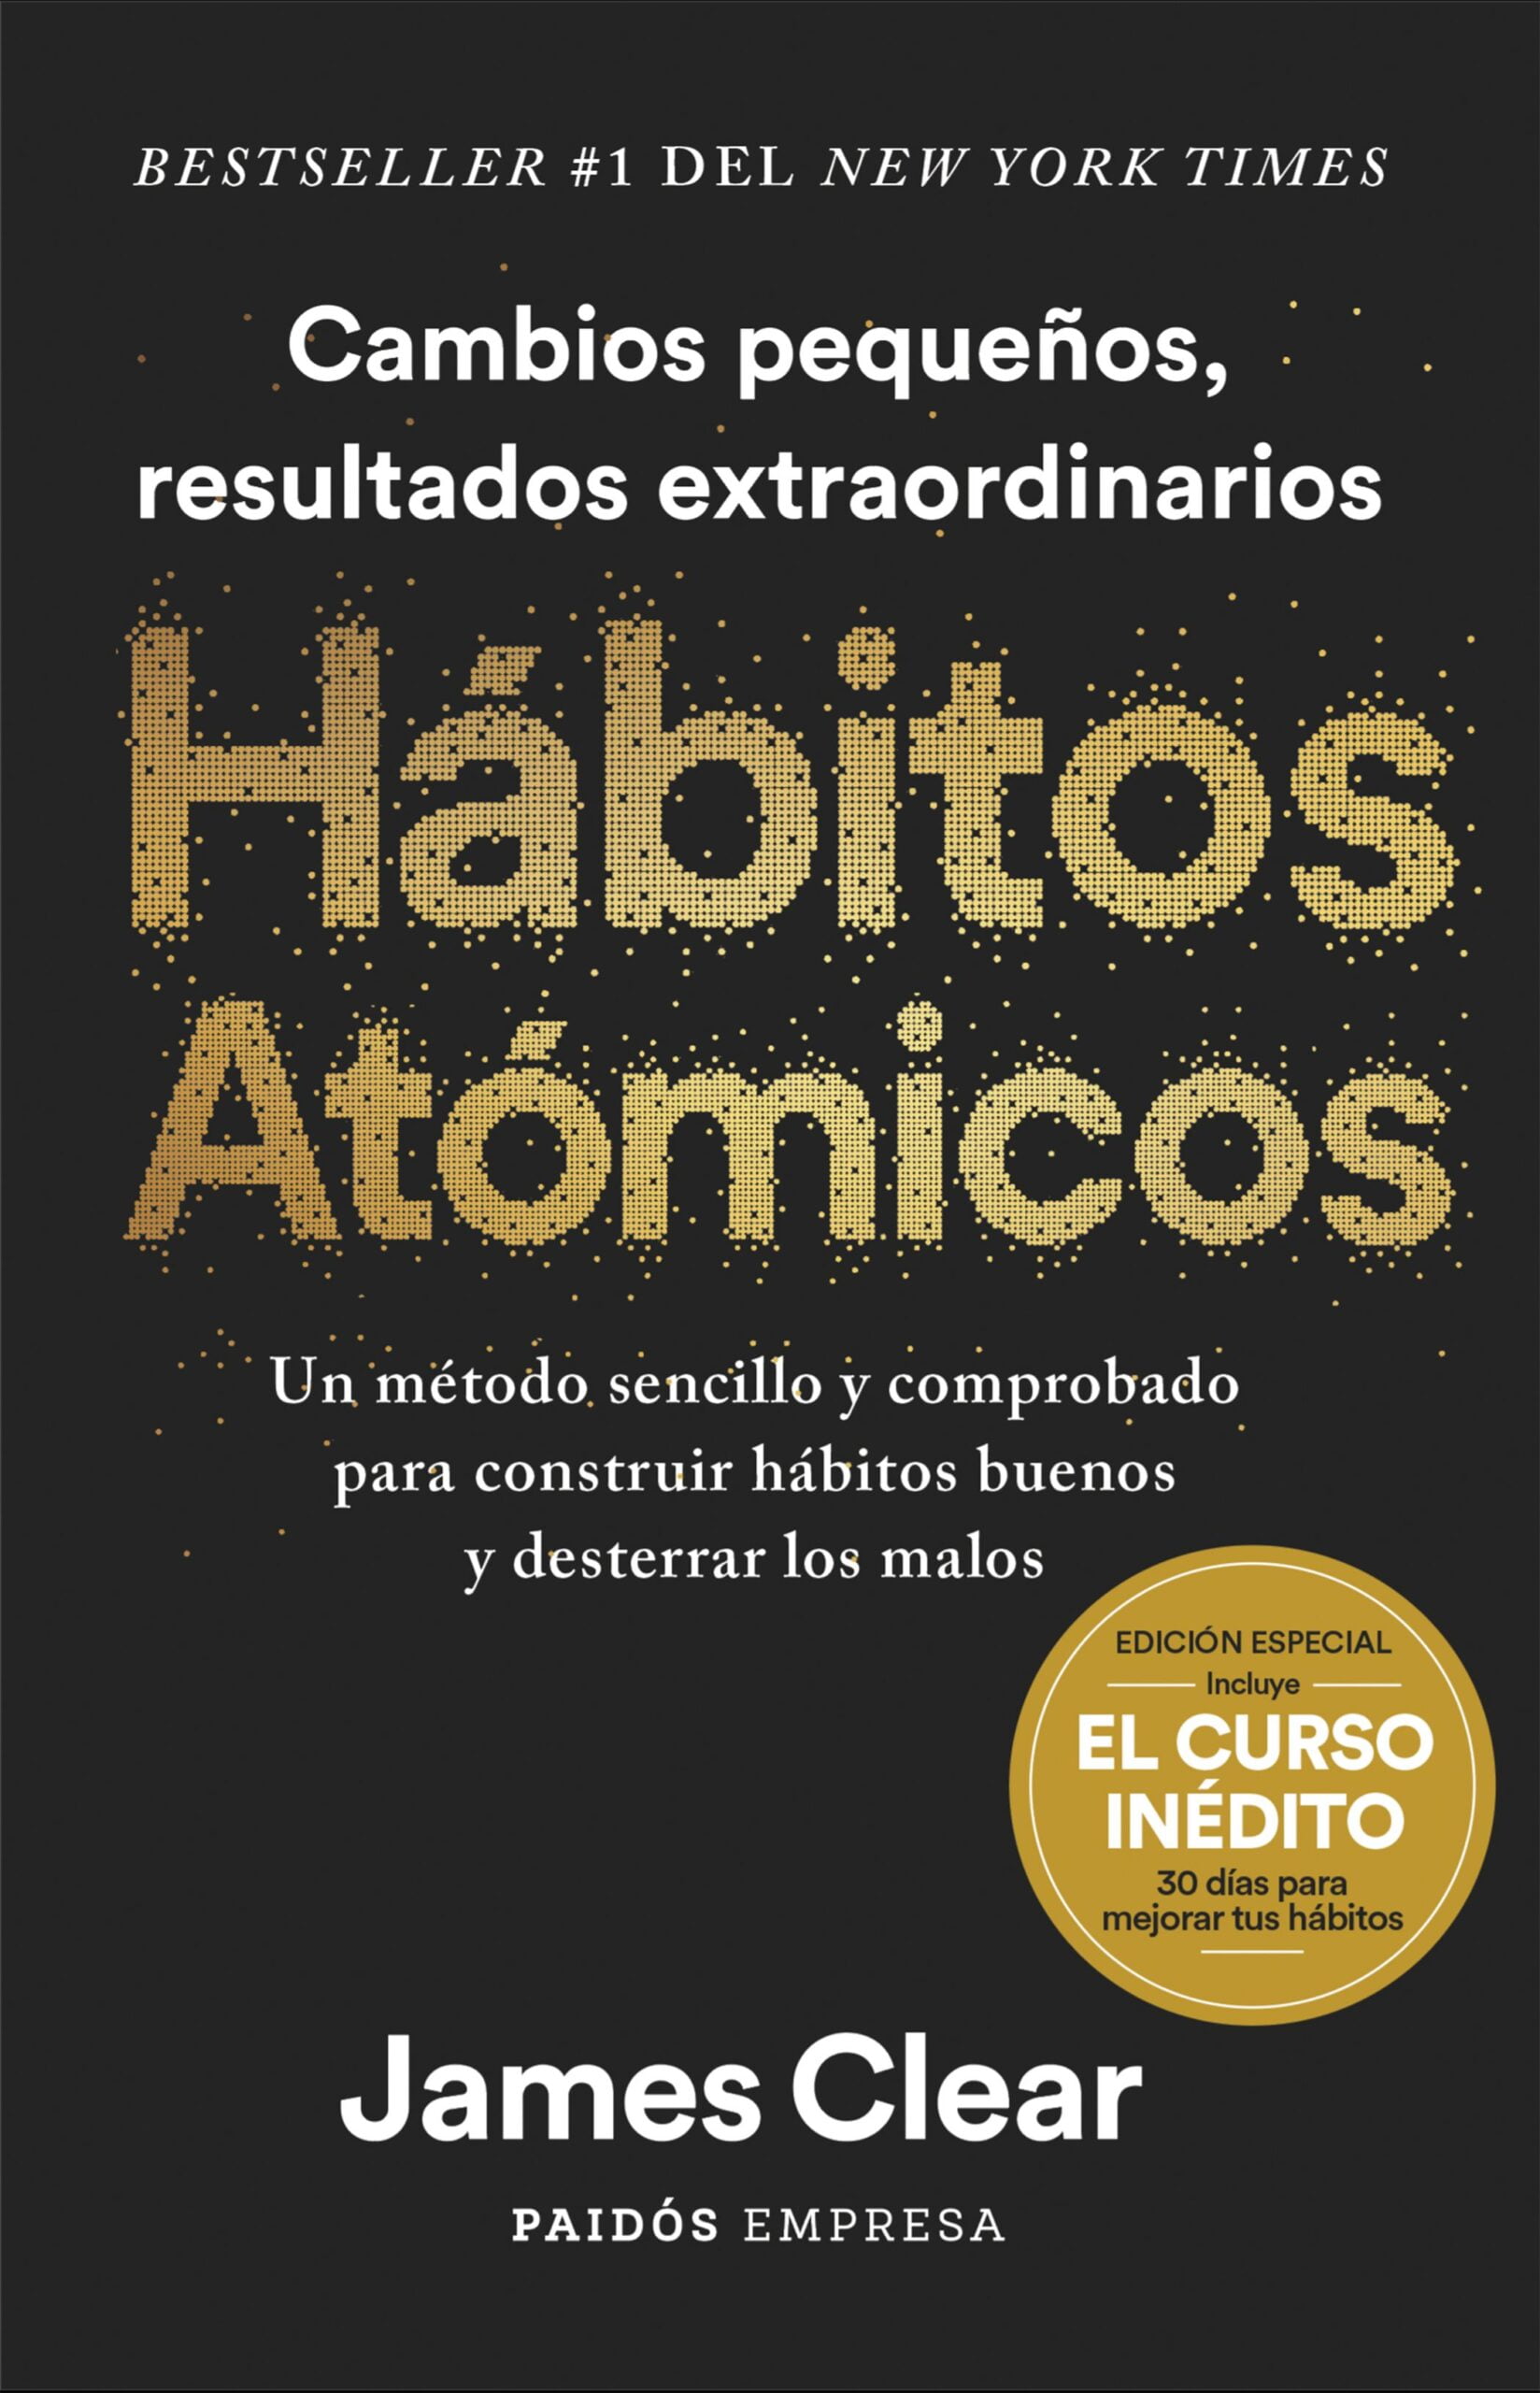 BESTSELLER #1 DEL NEW YORK TIMES
Cambios pequeños,
resultados extraordinarios
Hábitos
Atómicos
Un método sencillo y comprobado
para construir hábitos buenos
y desterrar los malos
EDICIÓN ESPECIAL
Incluye
EL CURSO
INÉDITO
30 días para
mejorar tus hábitos
James Clear
PAIDÓS EMPRESA